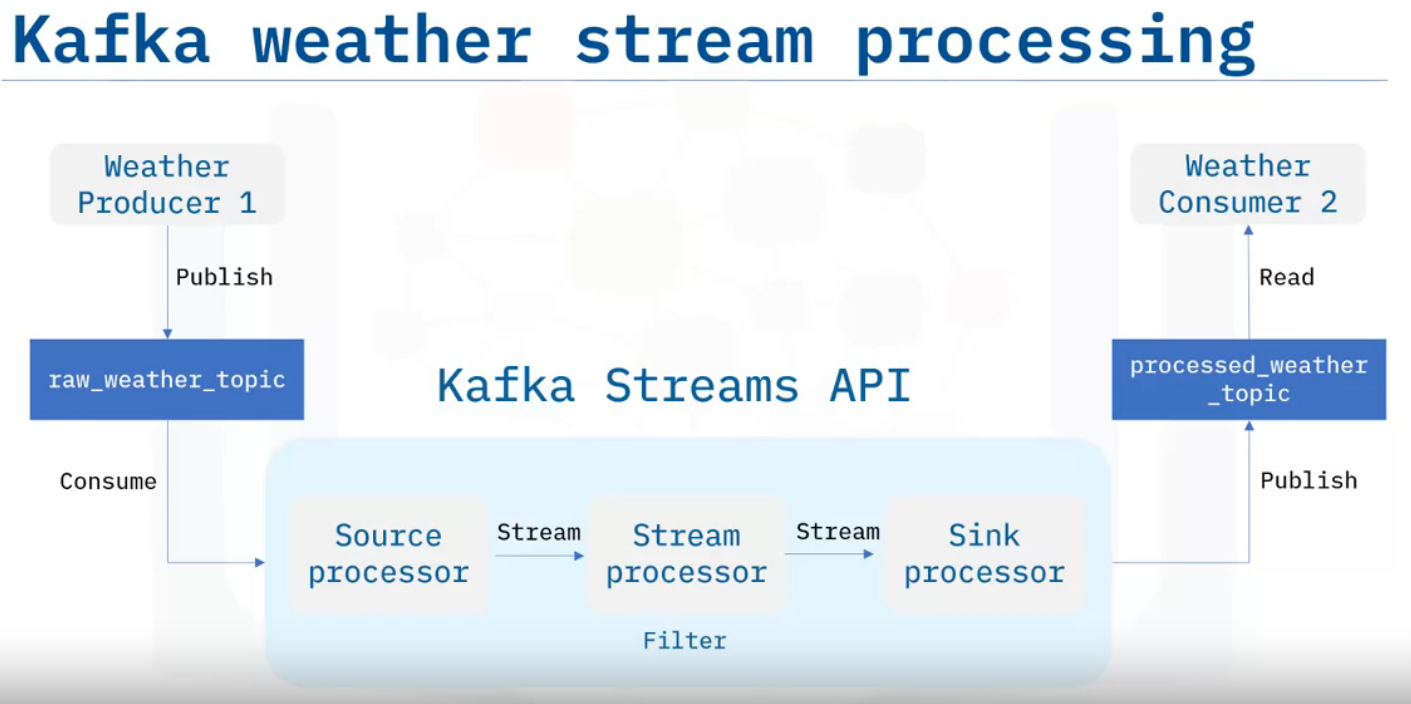 Kafka weather stream processing
Weather
Producer 1
Publish
raw_weather_topic
Consume
Kafka Streams API
Source
processor
Stream
Stream
processor
Stream
Sink
processor
Filter
Weather
Consumer 2
Read
processed_weather
_topic
Publish